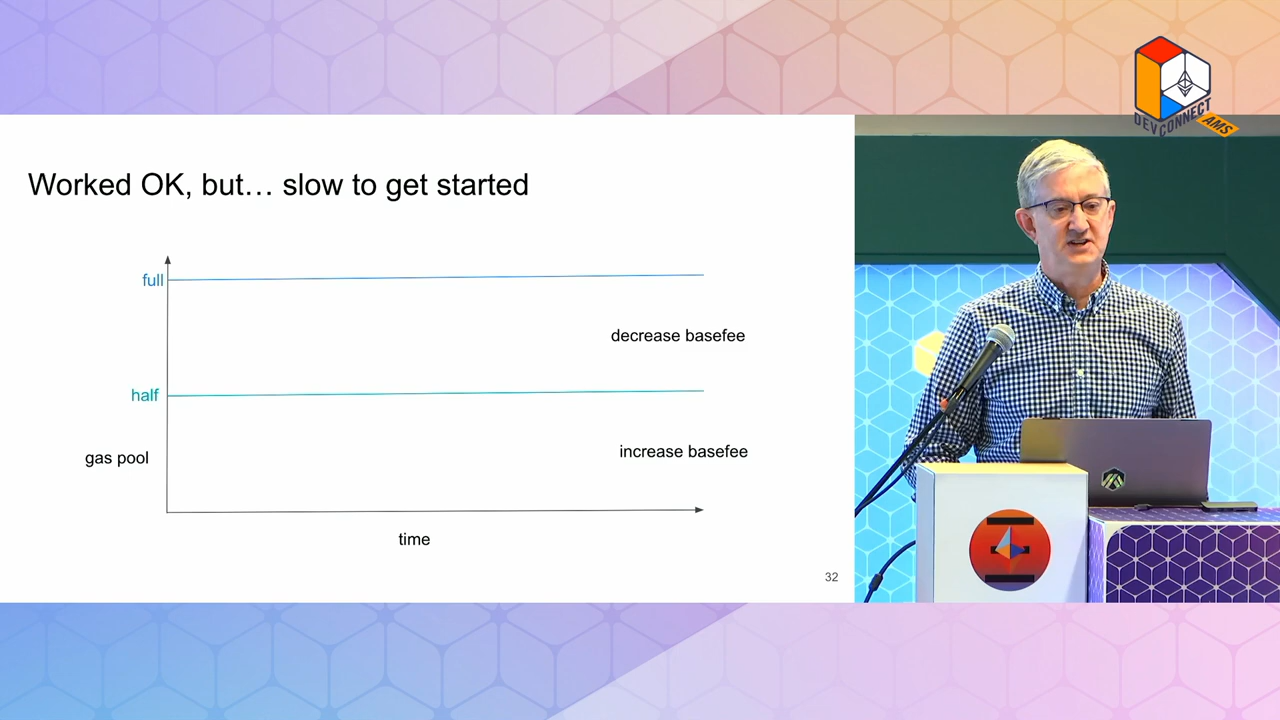 DEVCONNECT
AMS
Worked OK, but… slow to get started
full
decrease basefee
half
gas pool
increase basefee
time
32